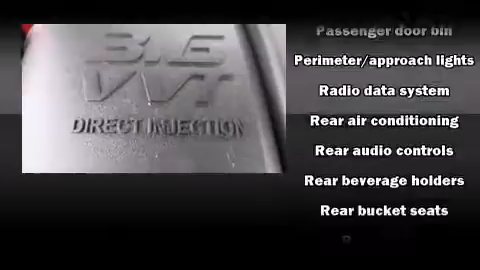 3.6
VVT
DIRECT INJECTION
Passenger door bin
Perimeter/approach lights
Radio data system
Rear air conditioning
Rear audio controls
Rear beverage holders
Rear bucket seats